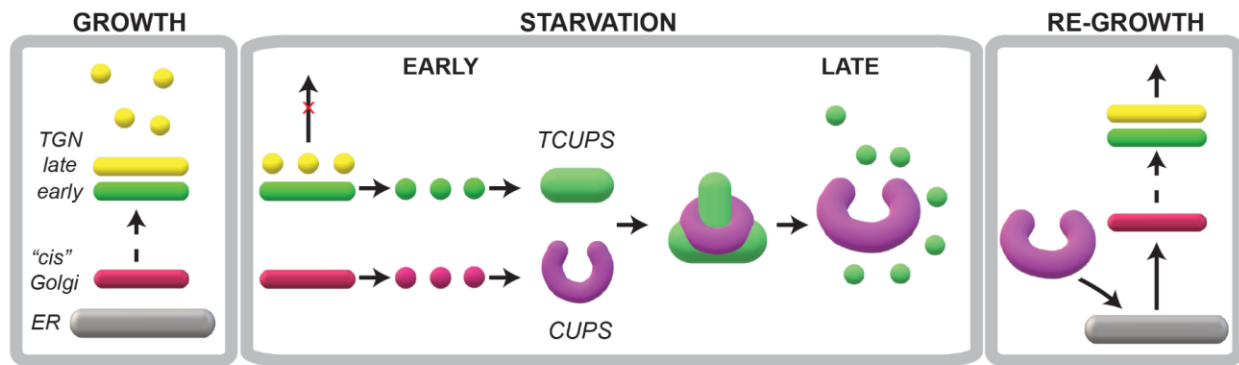 GROWTH
TGN
late
early
"cis"
Golgi
ER
STARVATION
EARLY
LATE
TCUPS
CUPS
RE-GROWTH